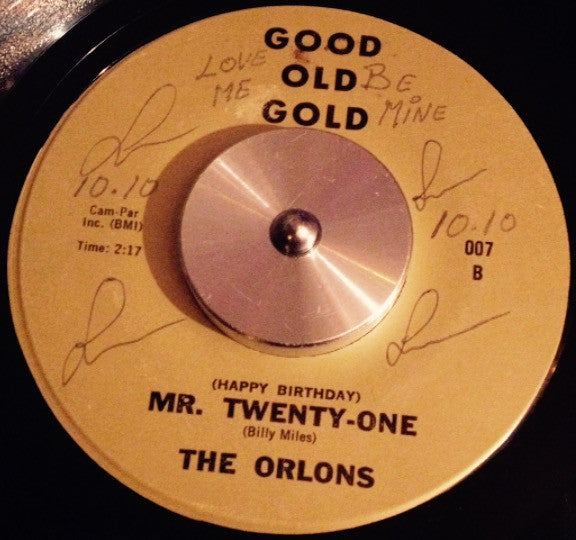 GOOD
LOVE OLD BE
ME GOLD MINE
10.10
Cam-Par
Inc. (BMI)
Time: 2:17
10.10
007
B
(HAPPY BIRTHDAY)
MR. TWENTY-ONE
(Billy Miles)
THE ORLONS